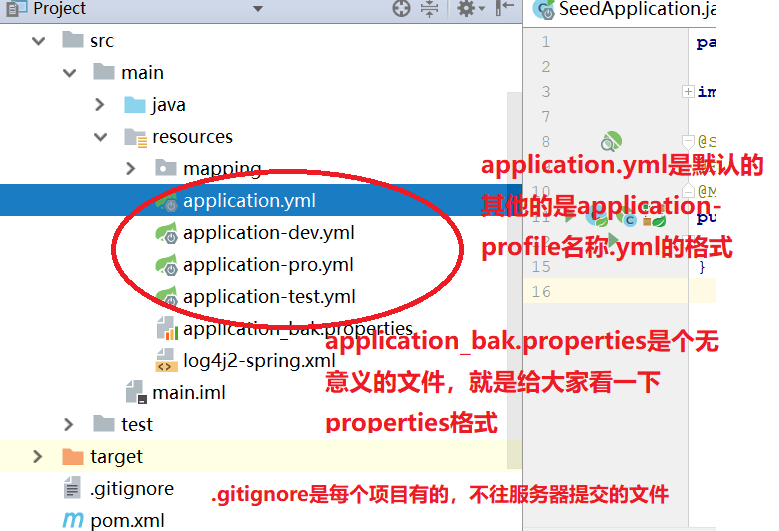 Project
SeedApplication.ja
src
main
java
resources
mapping
application.yml
application-dev.yml
application-pro.yml
application-test.yml
application_bak.properties
log4j2-spring.xml
main.iml
test
target
.gitignore
pom.xml
1
pa
2
3
im
7
8
@S
10
@M
pu
15
}
16
application.yml是默认的
其他的是application-
profile名称.yml的格式
application_bak.properties是个无
意义的文件，就是给大家看一下
properties格式
.gitignore是每个项目有的，不往服务器提交的文件